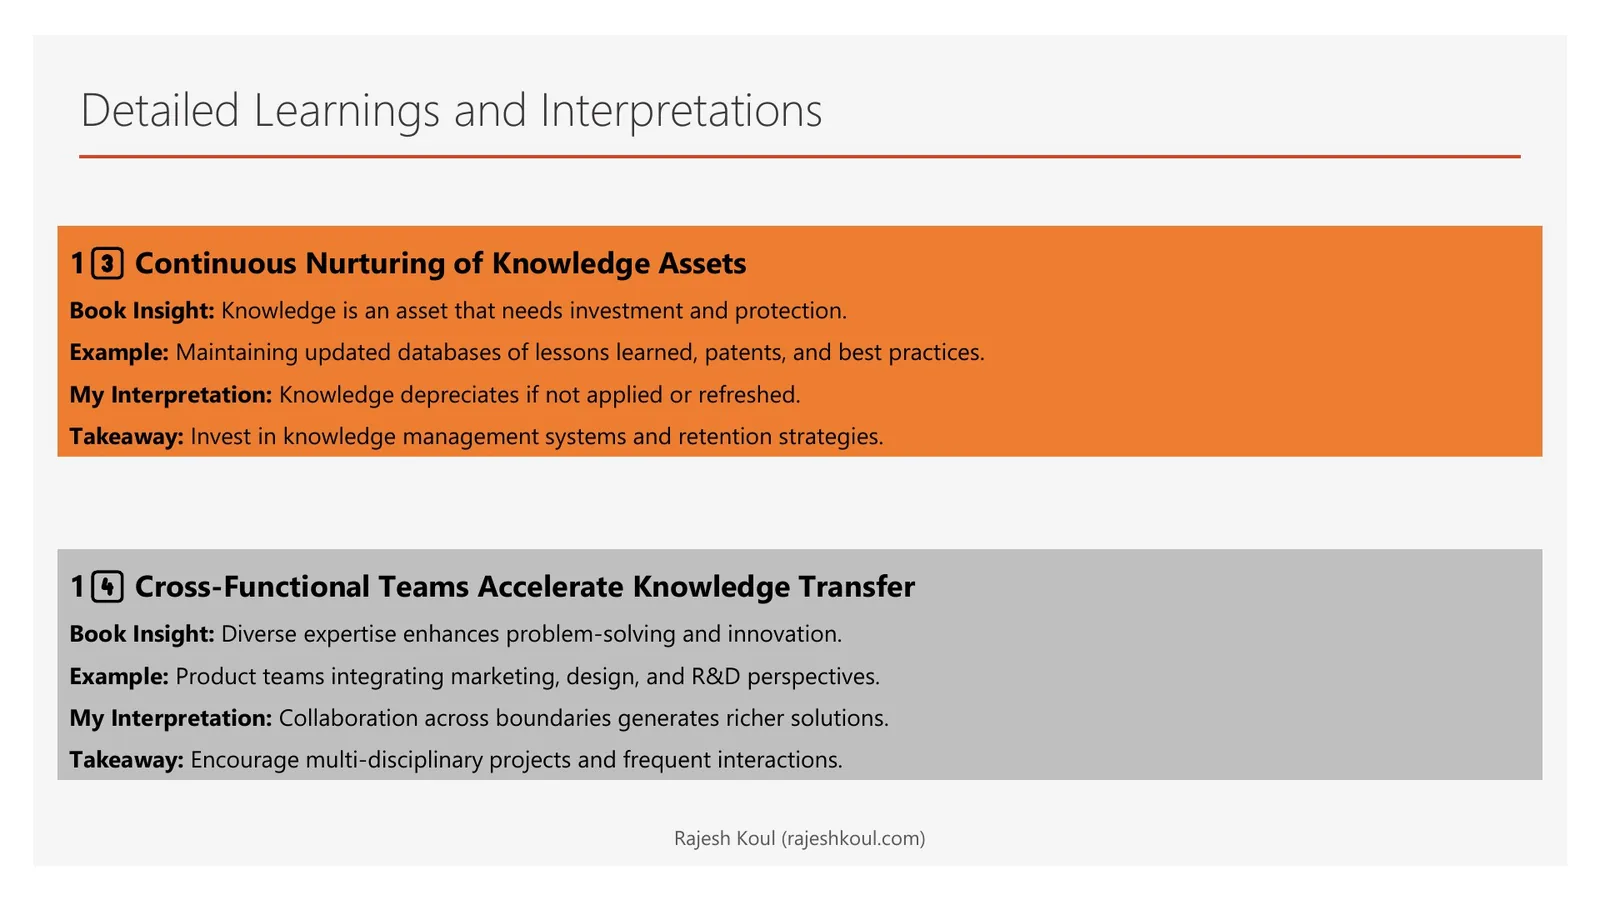 Detailed Learnings and Interpretations
13️⃣ Continuous Nurturing of Knowledge Assets
Book Insight: Knowledge is an asset that needs investment and protection.
Example: Maintaining updated databases of lessons learned, patents, and best practices.
My Interpretation: Knowledge depreciates if not applied or refreshed.
Takeaway: Invest in knowledge management systems and retention strategies.
14️⃣ Cross-Functional Teams Accelerate Knowledge Transfer
Book Insight: Diverse expertise enhances problem-solving and innovation.
Example: Product teams integrating marketing, design, and R&D perspectives.
My Interpretation: Collaboration across boundaries generates richer solutions.
Takeaway: Encourage multi-disciplinary projects and frequent interactions.
Rajesh Koul (rajeshkoul.com)